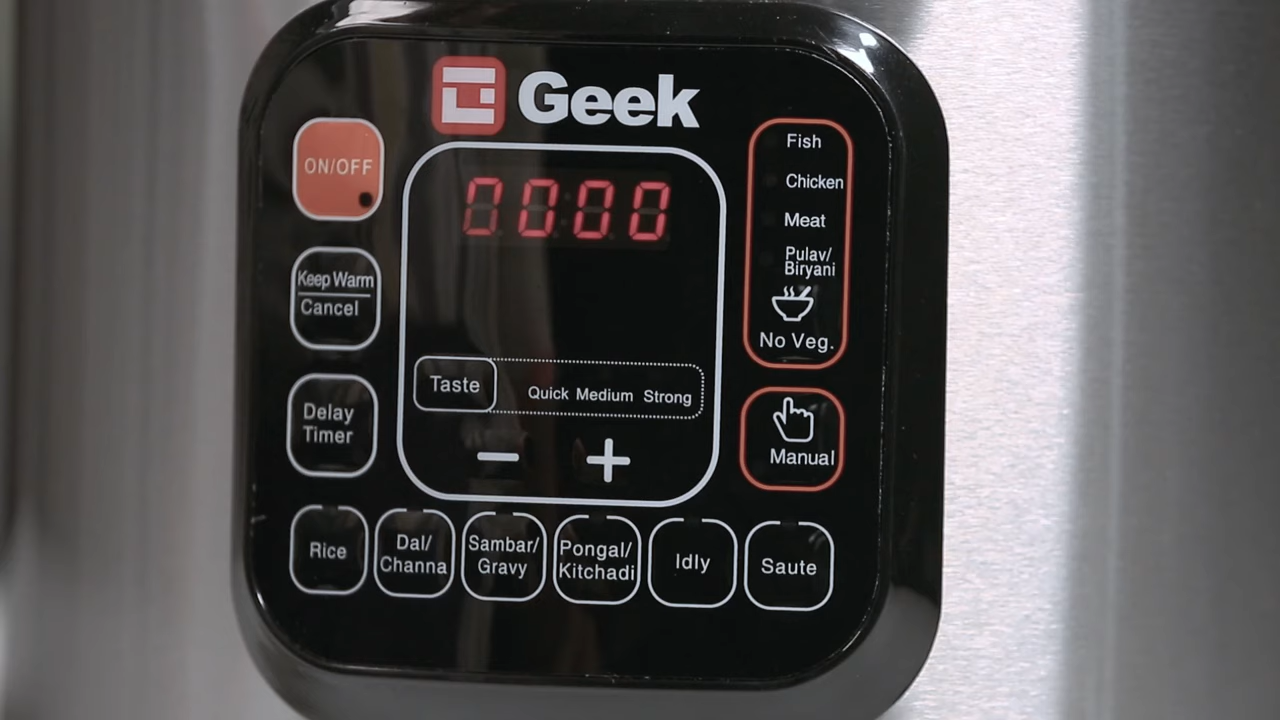 Geek
ON/OFF
Keep Warm
Cancel
Delay
Timer
0000
Taste
Quick Medium Strong
− +
Fish
Chicken
Meat
Pulav/
Biryani
No Veg.
Manual
Rice
Dal/
Channa
Sambar/
Gravy
Pongal/
Kitchadi
Idly
Saute